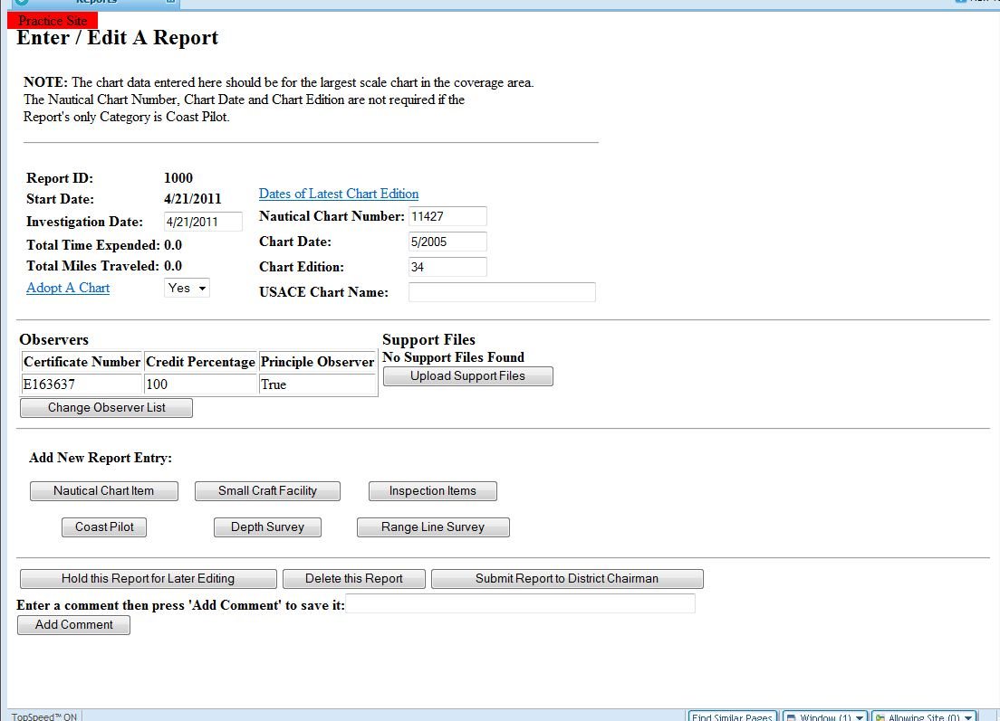 Reports
Practice Site
Enter / Edit A Report
NOTE: The chart data entered here should be for the largest scale chart in the coverage area.
The Nautical Chart Number, Chart Date and Chart Edition are not required if the
Report's only Category is Coast Pilot.
Report ID: 1000
Start Date: 4/21/2011
Investigation Date: 4/21/2011
Total Time Expended: 0.0
Total Miles Traveled: 0.0
Adopt A Chart Yes
Dates of Latest Chart Edition
Nautical Chart Number: 11427
Chart Date: 5/2005
Chart Edition: 34
USACE Chart Name:
Observers
Certificate Number Credit Percentage Principle Observer
E163637 100 True
Change Observer List
Support Files
No Support Files Found
Upload Support Files
Add New Report Entry:
Nautical Chart Item Small Craft Facility Inspection Items
Coast Pilot Depth Survey Range Line Survey
Hold this Report for Later Editing Delete this Report Submit Report to District Chairman
Enter a comment then press 'Add Comment' to save it:
Add Comment
TopSpeed™ ON Find Similar Pages Window (1) Allowing Site (0)